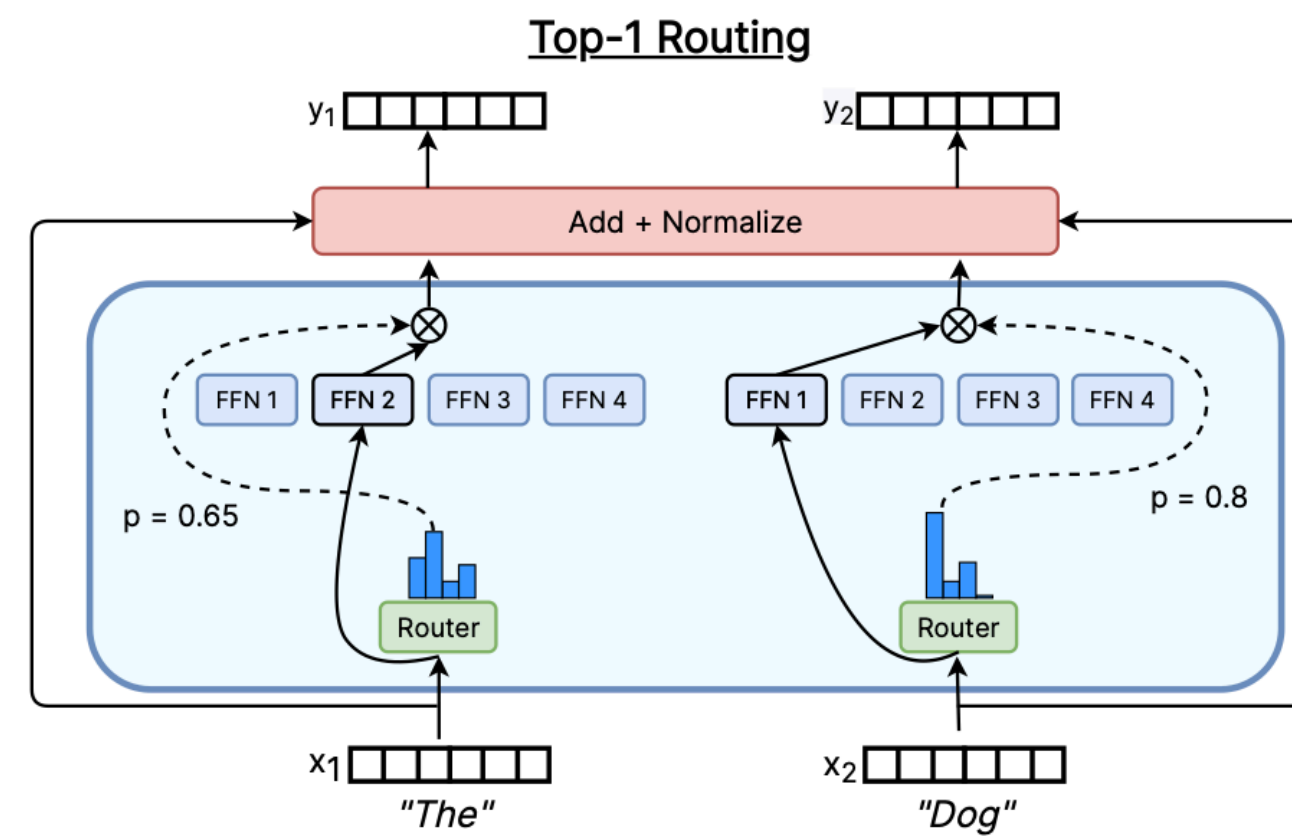 Top-1 Routing
y₁
y₂
Add + Normalize
FFN 1 FFN 2 FFN 3 FFN 4
FFN 1 FFN 2 FFN 3 FFN 4
p = 0.65
p = 0.8
Router
Router
x₁
x₂
"The"
"Dog"